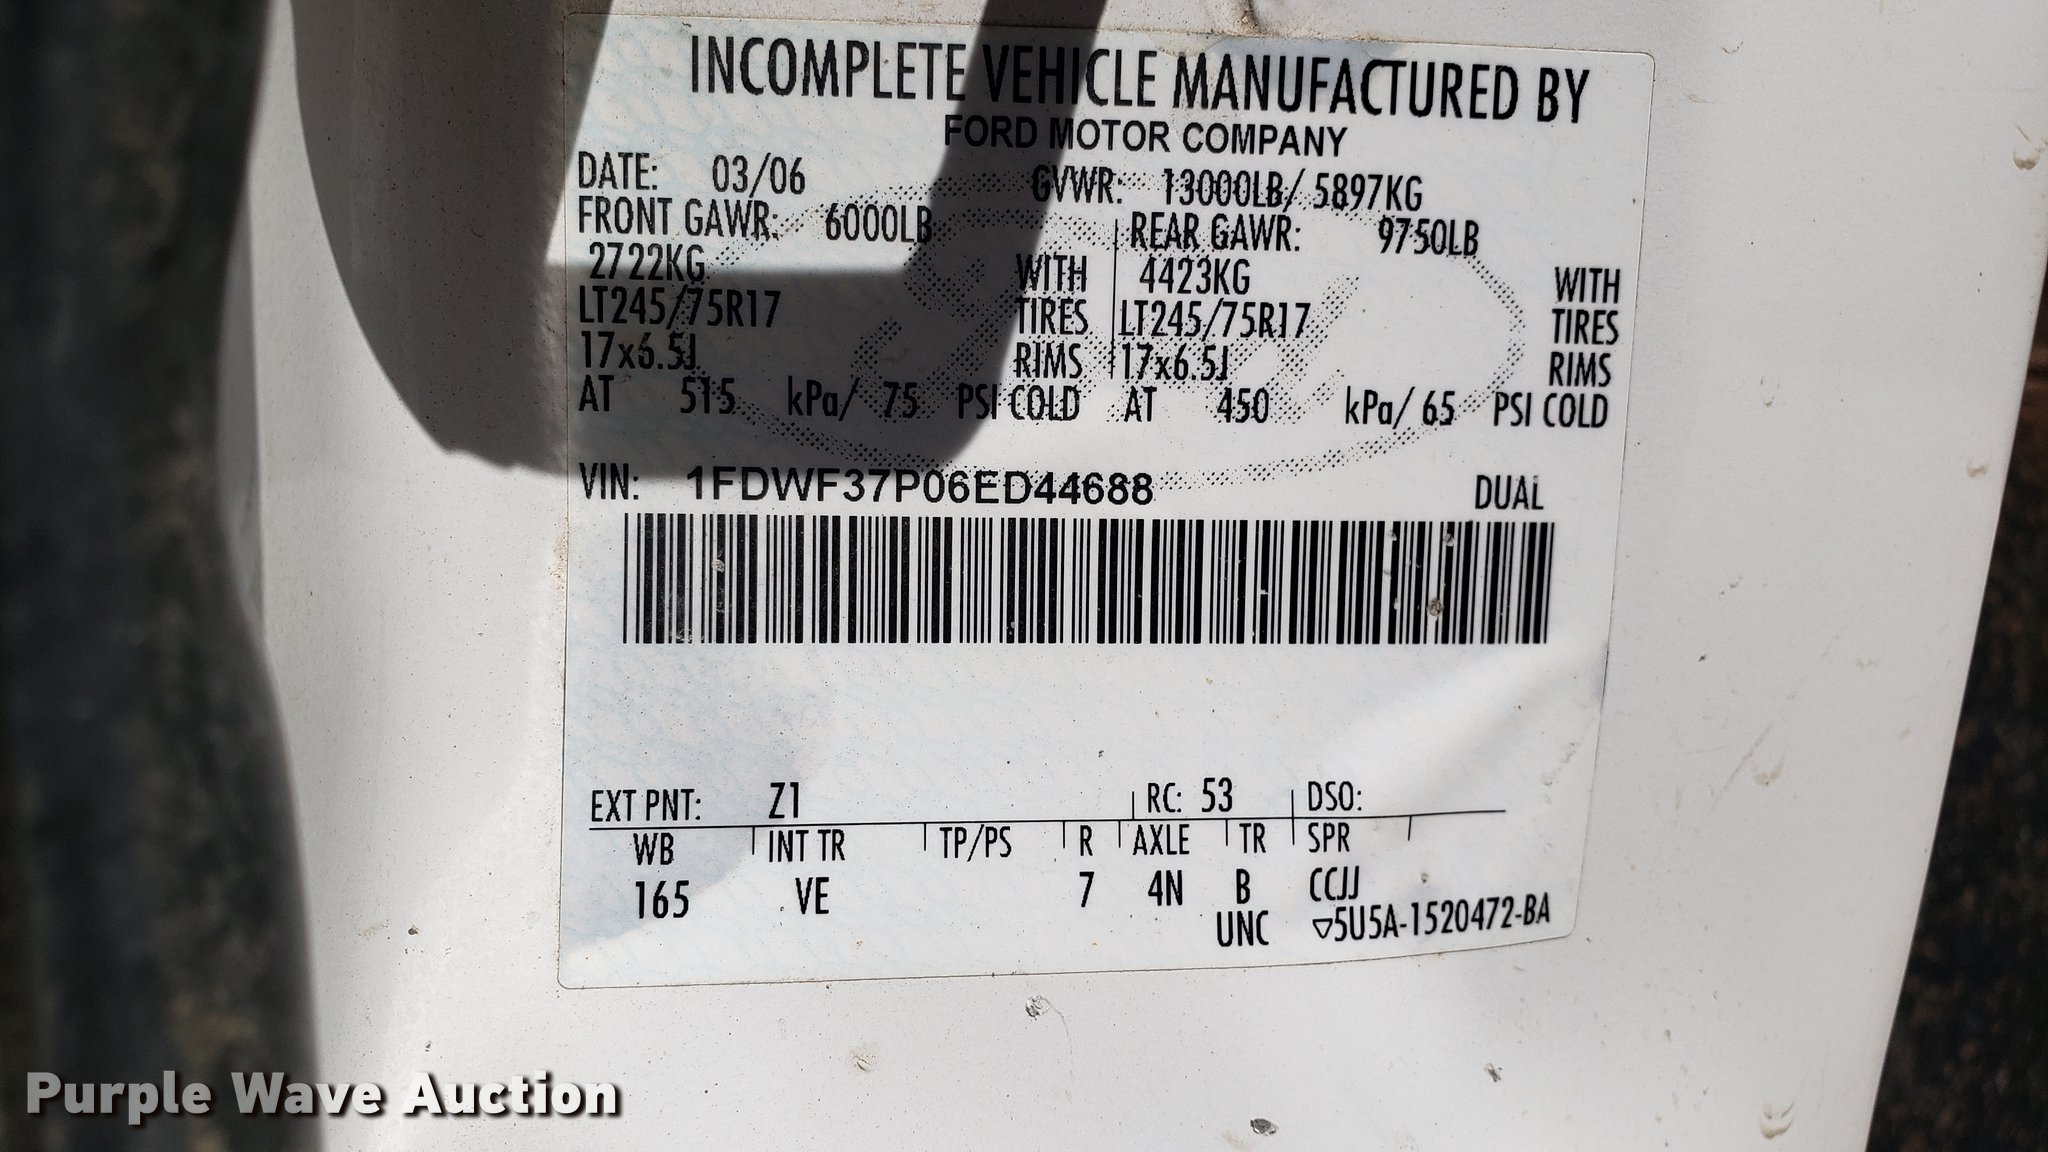 INCOMPLETE VEHICLE MANUFACTURED BY
FORD MOTOR COMPANY
DATE: 03/06 GVWR: 13000LB/ 5897KG
FRONT GAWR: 6000LB REAR GAWR: 9750LB
2722KG WITH 4423KG WITH
LT245/75R17 TIRES LT245/75R17 TIRES
17x6.5J RIMS 17x6.5J RIMS
AT 515 kPa/ 75 PSI COLD AT 450 kPa/ 65 PSI COLD
VIN: 1FDWF37P06ED44688 DUAL
EXT PNT: Z1 RC: 53 DSO:
WB INT TR TP/PS R AXLE TR SPR
165 VE 7 4N B CCJJ
UNC ▽5U5A-1520472-BA
Purple Wave Auction